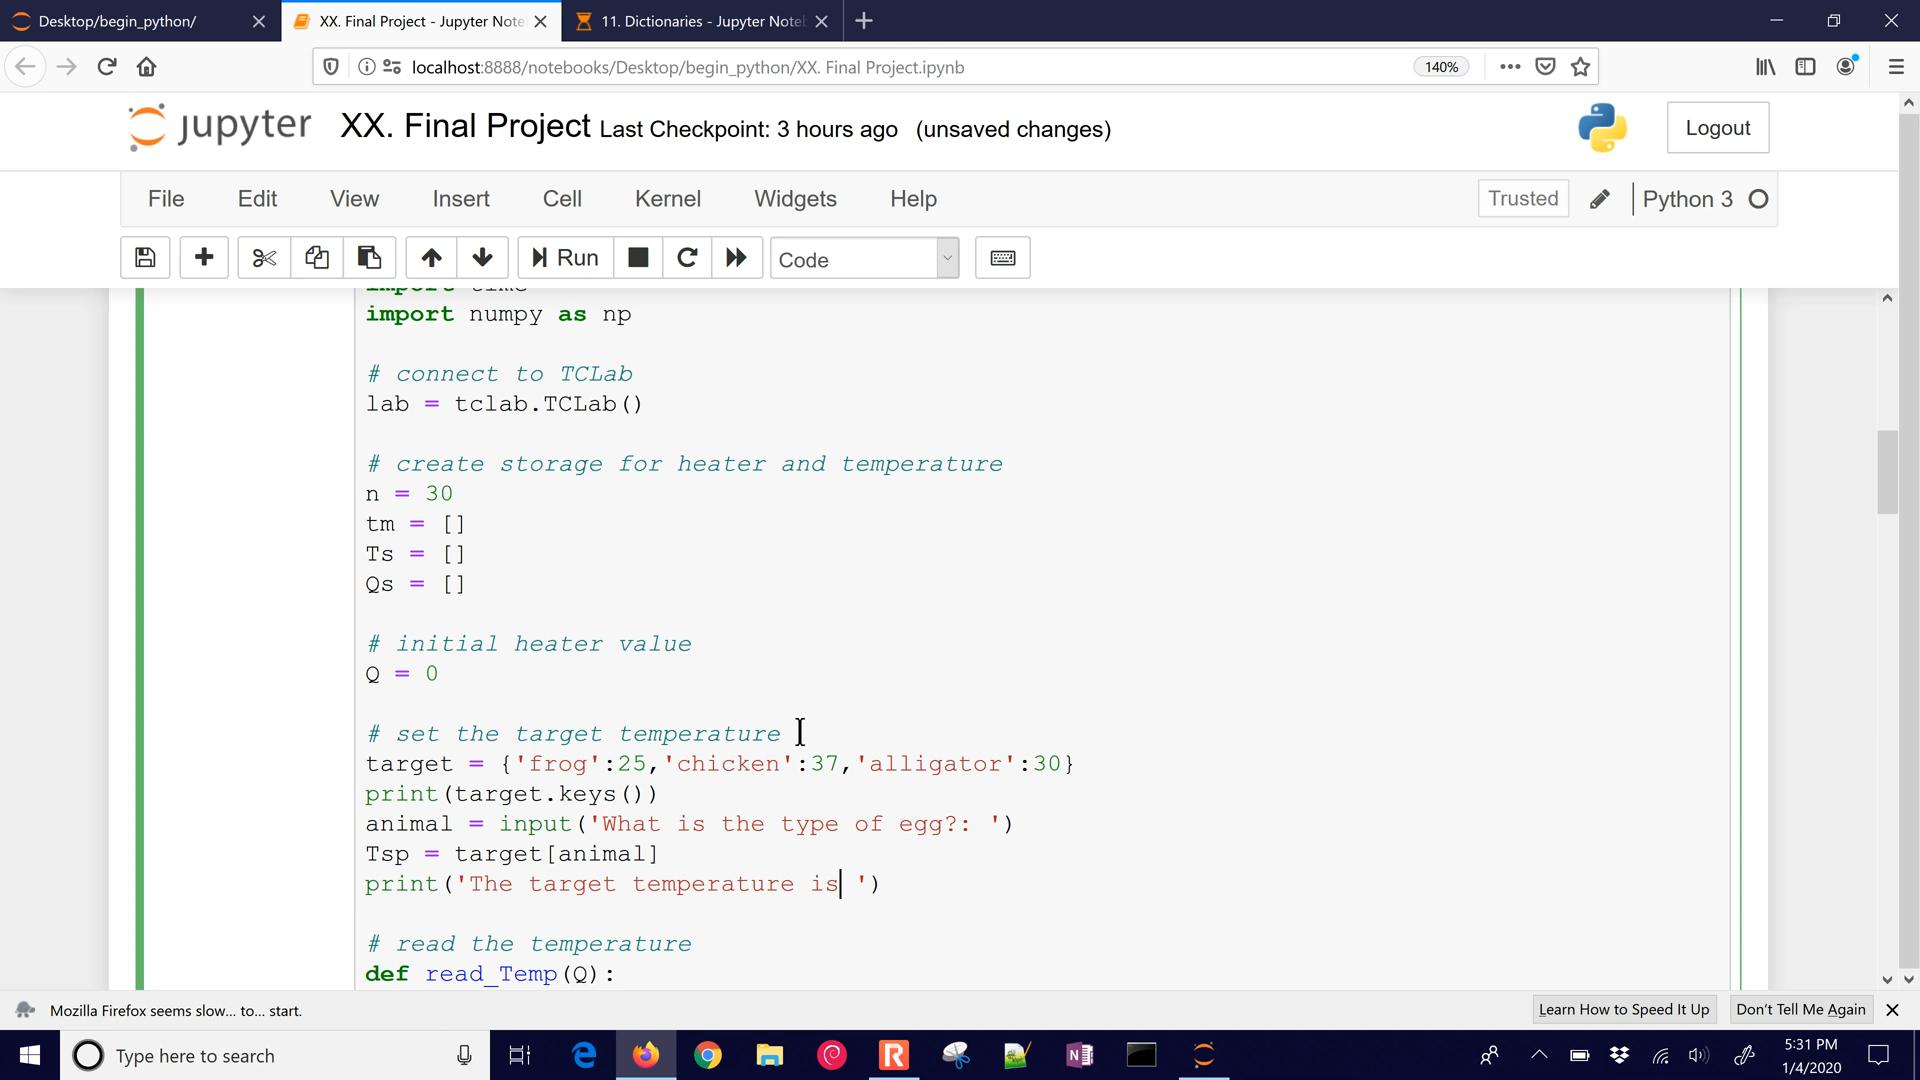 Desktop/begin_python/
XX. Final Project - Jupyter Note
11. Dictionaries - Jupyter Note
localhost:8888/notebooks/Desktop/begin_python/XX. Final Project.ipynb
140%
jupyter XX. Final Project Last Checkpoint: 3 hours ago (unsaved changes)
Logout
File Edit View Insert Cell Kernel Widgets Help
Trusted
Python 3
Run
Code
import time
import numpy as np
# connect to TCLab
lab = tclab.TCLab()
# create storage for heater and temperature
n = 30
tm = []
Ts = []
Qs = []
# initial heater value
Q = 0
# set the target temperature
target = {'frog':25,'chicken':37,'alligator':30}
print(target.keys())
animal = input('What is the type of egg?: ')
Tsp = target[animal]
print('The target temperature is ')
# read the temperature
def read_Temp(Q):
Mozilla Firefox seems slow... to... start.
Learn How to Speed It Up
Don't Tell Me Again
Type here to search
5:31 PM
1/4/2020